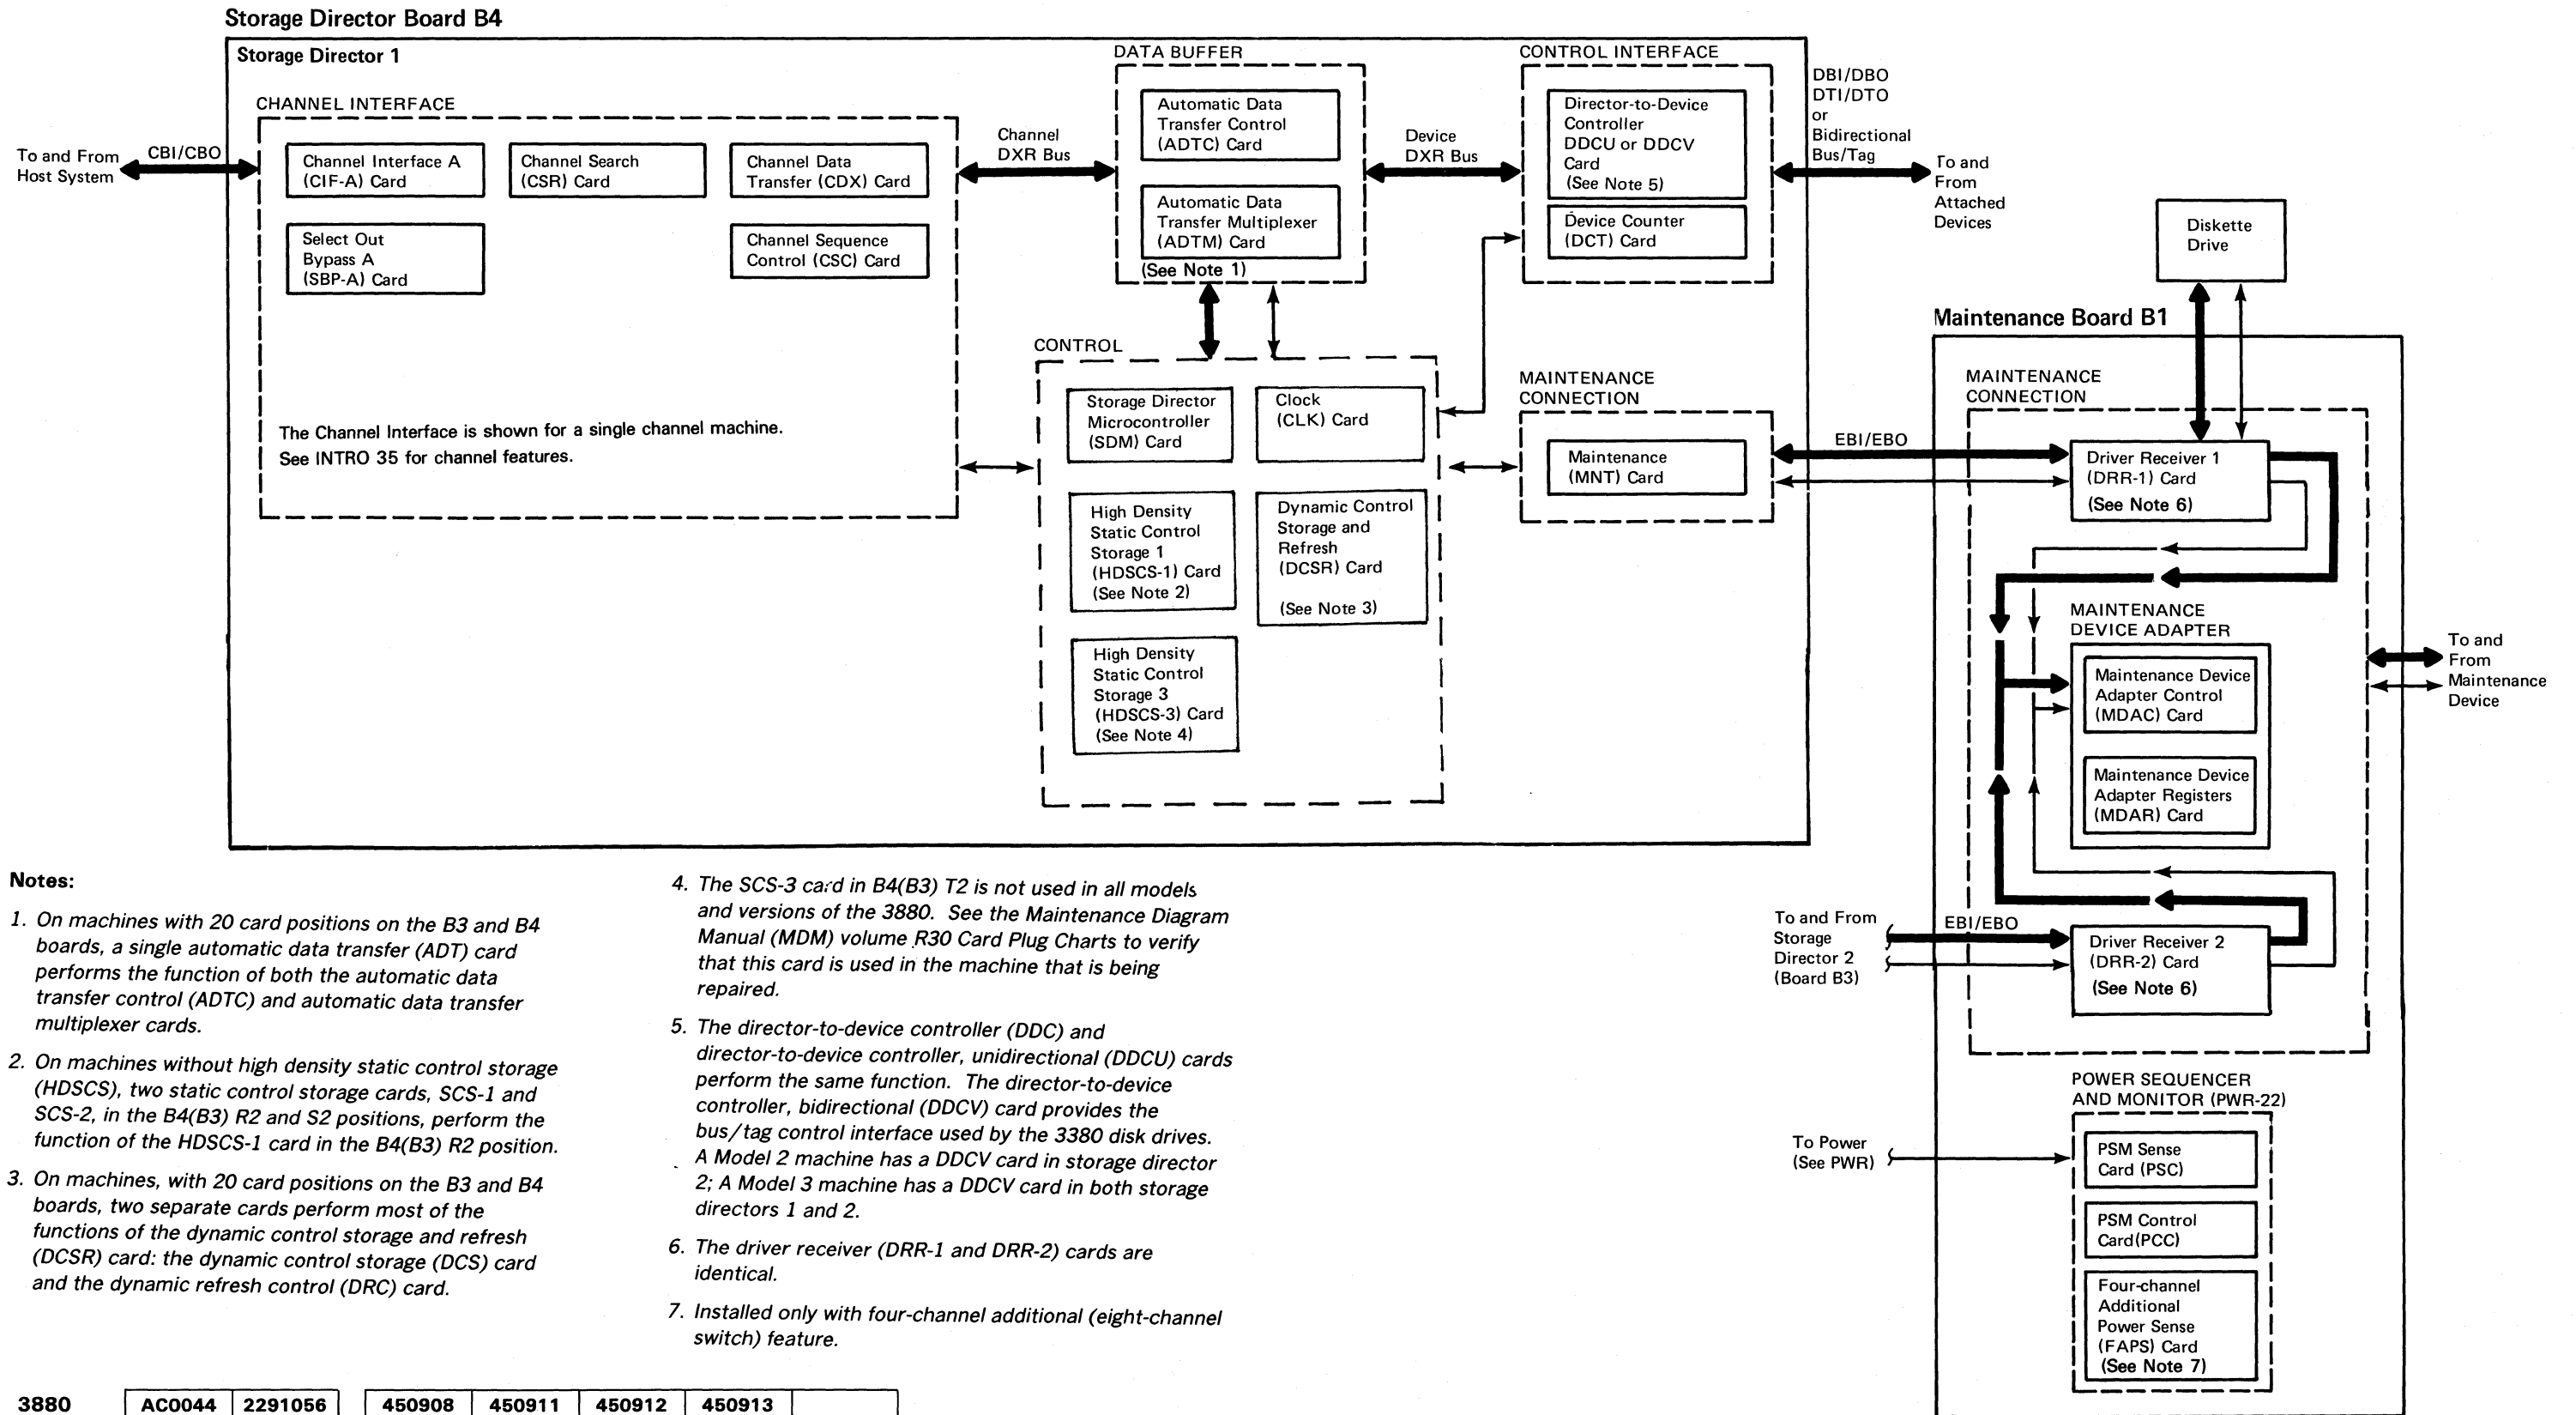 Storage Director Board B4
Storage Director 1
CHANNEL INTERFACE
To and From
Host System
CBI/CBO
Channel Interface A
(CIF-A) Card
Channel Search
(CSR) Card
Channel Data
Transfer (CDX) Card
Select Out
Bypass A
(SBP-A) Card
Channel Sequence
Control (CSC) Card
The Channel Interface is shown for a single channel machine.
See INTRO 35 for channel features.
Channel
DXR Bus
DATA BUFFER
Automatic Data
Transfer Control
(ADTC) Card
Automatic Data
Transfer Multiplexer
(ADTM) Card
(See Note 1)
Device
DXR Bus
CONTROL INTERFACE
Director-to-Device
Controller
DDCU or DDCV
Card
(See Note 5)
Device Counter
(DCT) Card
DBI/DBO
DTI/DTO
or
Bidirectional
Bus/Tag
To and
From
Attached
Devices
CONTROL
Storage Director
Microcontroller
(SDM) Card
Clock
(CLK) Card
High Density
Static Control
Storage 1
(HDSCS-1) Card
(See Note 2)
Dynamic Control
Storage and
Refresh
(DCSR) Card
(See Note 3)
High Density
Static Control
Storage 3
(HDSCS-3) Card
(See Note 4)
MAINTENANCE
CONNECTION
Maintenance
(MNT) Card
EBI/EBO
Diskette
Drive
Maintenance Board B1
MAINTENANCE
CONNECTION
Driver Receiver 1
(DRR-1) Card
(See Note 6)
MAINTENANCE
DEVICE ADAPTER
Maintenance Device
Adapter Control
(MDAC) Card
Maintenance Device
Adapter Registers
(MDAR) Card
To and
From
Maintenance
Device
To and From
Storage
Director 2
(Board B3)
EBI/EBO
Driver Receiver 2
(DRR-2) Card
(See Note 6)
POWER SEQUENCER
AND MONITOR (PWR-22)
To Power
(See PWR)
PSM Sense
Card (PSC)
PSM Control
Card(PCC)
Four-channel
Additional
Power Sense
(FAPS) Card
(See Note 7)
Notes:
1. On machines with 20 card positions on the B3 and B4
boards, a single automatic data transfer (ADT) card
performs the function of both the automatic data
transfer control (ADTC) and automatic data transfer
multiplexer cards.
2. On machines without high density static control storage
(HDSCS), two static control storage cards, SCS-1 and
SCS-2, in the B4(B3) R2 and S2 positions, perform the
function of the HDSCS-1 card in the B4(B3) R2 position.
3. On machines, with 20 card positions on the B3 and B4
boards, two separate cards perform most of the
functions of the dynamic control storage and refresh
(DCSR) card: the dynamic control storage (DCS) card
and the dynamic refresh control (DRC) card.
4. The SCS-3 card in B4(B3) T2 is not used in all models
and versions of the 3880. See the Maintenance Diagram
Manual (MDM) volume R30 Card Plug Charts to verify
that this card is used in the machine that is being
repaired.
5. The director-to-device controller (DDC) and
director-to-device controller, unidirectional (DDCU) cards
perform the same function. The director-to-device
controller, bidirectional (DDCV) card provides the
bus/tag control interface used by the 3380 disk drives.
A Model 2 machine has a DDCV card in storage director
2; A Model 3 machine has a DDCV card in both storage
directors 1 and 2.
6. The driver receiver (DRR-1 and DRR-2) cards are
identical.
7. Installed only with four-channel additional (eight-channel
switch) feature.
3880 AC0044 2291056 450908 450911 450912 450913